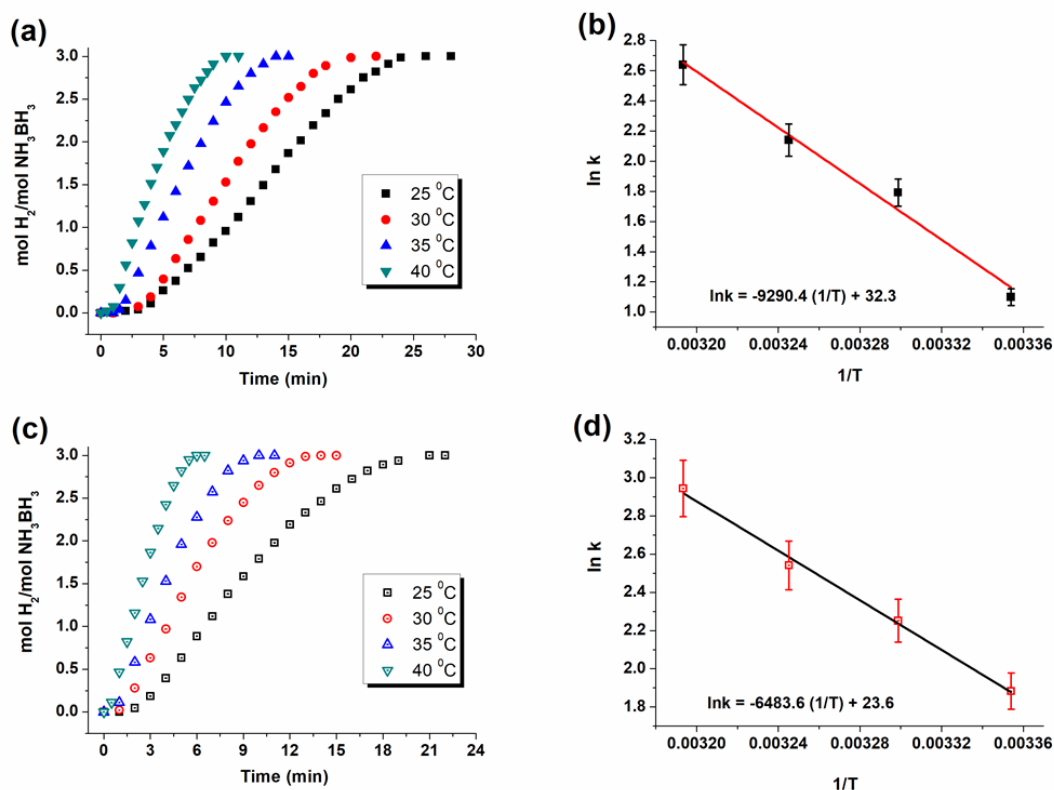 (a)
mol H2/mol NH3BH3
3.0
2.5
2.0
1.5
1.0
0.5
0.0
25 ⁰C
30 ⁰C
35 ⁰C
40 ⁰C
0 5 10 15 20 25 30
Time (min)
(b)
ln k
2.8
2.6
2.4
2.2
2.0
1.8
1.6
1.4
1.2
1.0
lnk = -9290.4 (1/T) + 32.3
0.00320 0.00324 0.00328 0.00332 0.00336
1/T
(c)
mol H2/mol NH3BH3
3.0
2.5
2.0
1.5
1.0
0.5
0.0
25 ⁰C
30 ⁰C
35 ⁰C
40 ⁰C
0 3 6 9 12 15 18 21 24
Time (min)
(d)
ln k
3.2
3.0
2.8
2.6
2.4
2.2
2.0
1.8
lnk = -6483.6 (1/T) + 23.6
0.00320 0.00324 0.00328 0.00332 0.00336
1/T